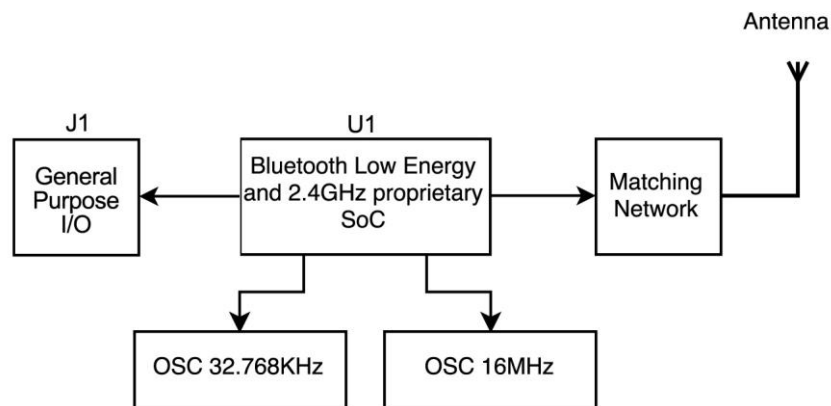 Antenna
J1
U1
General
Purpose
I/O
Bluetooth Low Energy
and 2.4GHz proprietary
SoC
Matching
Network
OSC 32.768KHz
OSC 16MHz